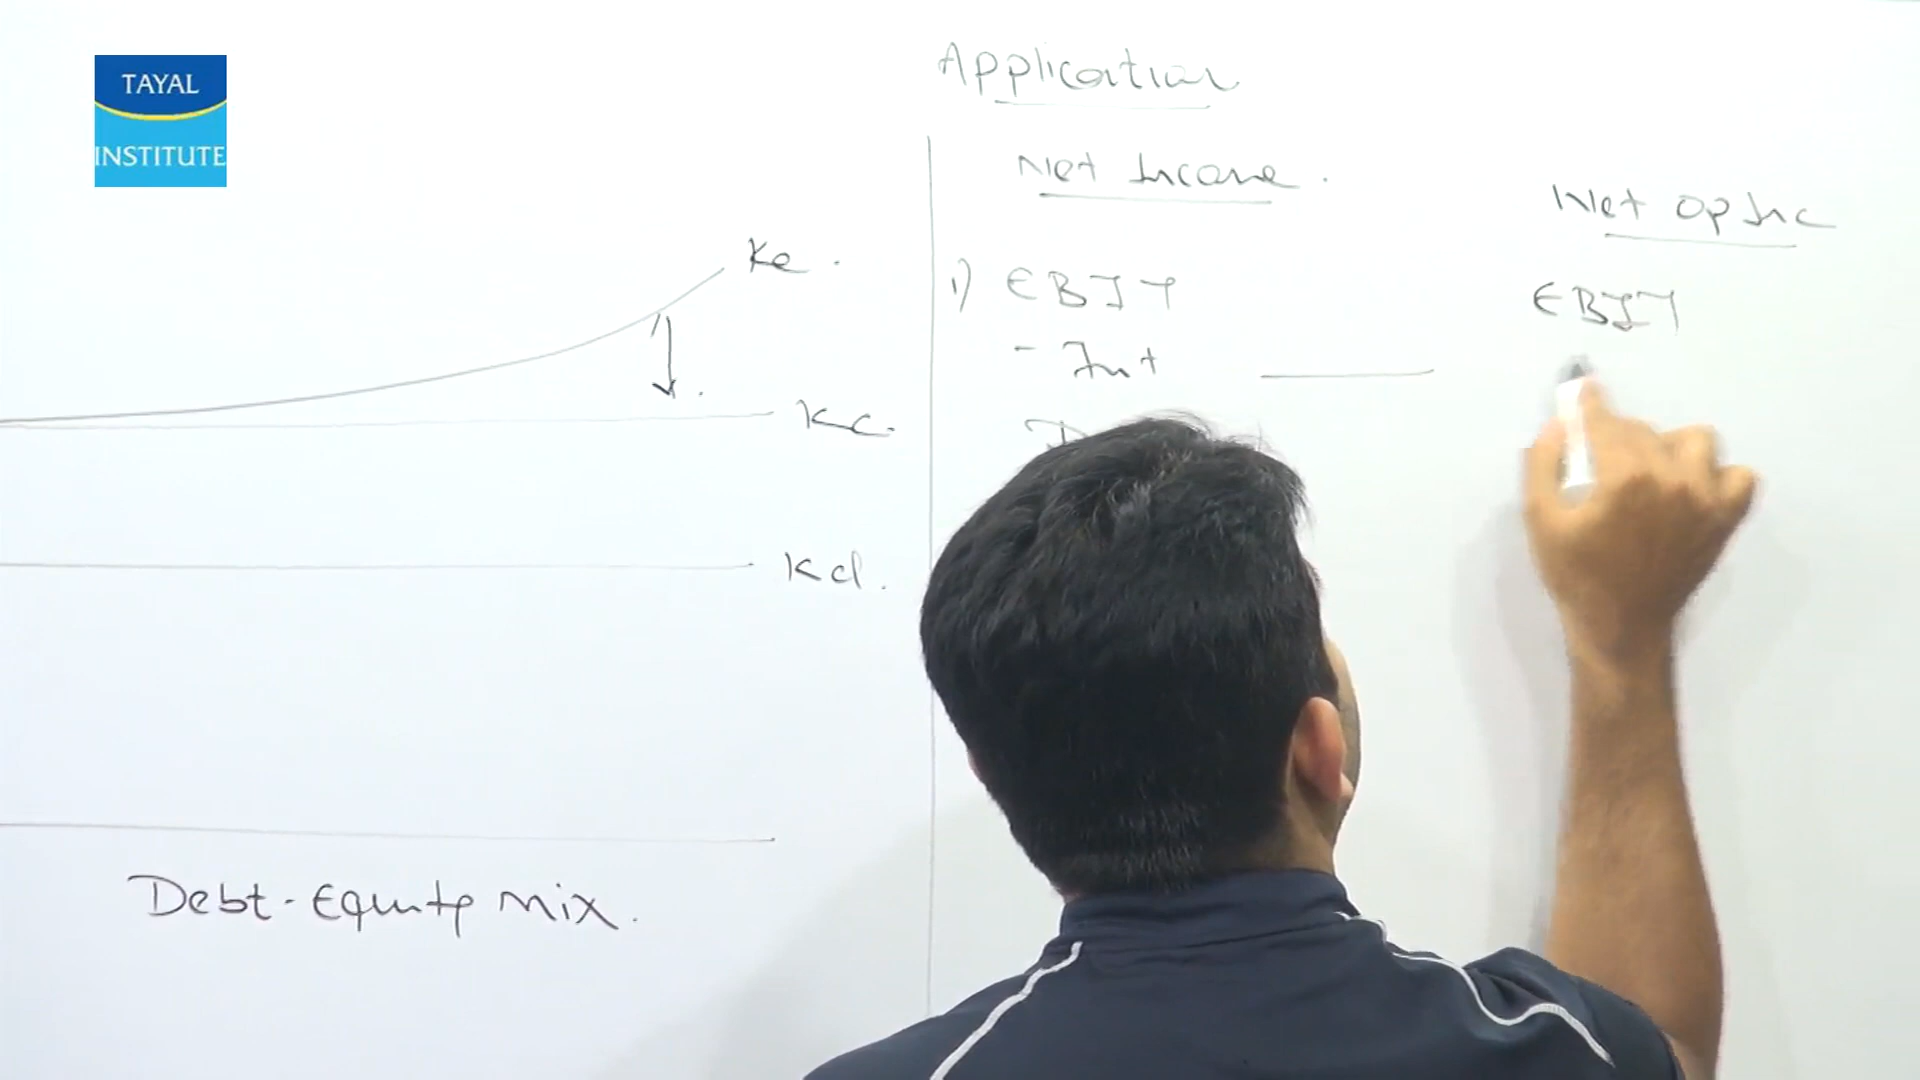 TAYAL
INSTITUTE
Ke.
Kc.
Kd.
Debt-Equity mix.
Application
Net Income.
1) EBIT
- Int
Net Op Inc
EBIT